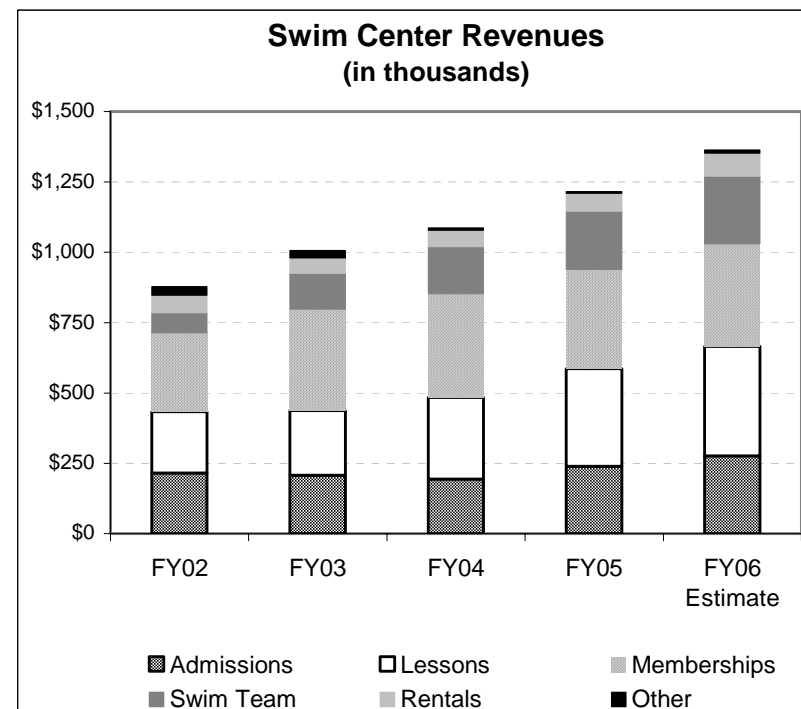 Swim Center Revenues
(in thousands)
$1,500
$1,250
$1,000
$750
$500
$250
$0
FY02 FY03 FY04 FY05 FY06
Estimate
Admissions Lessons Memberships
Swim Team Rentals Other